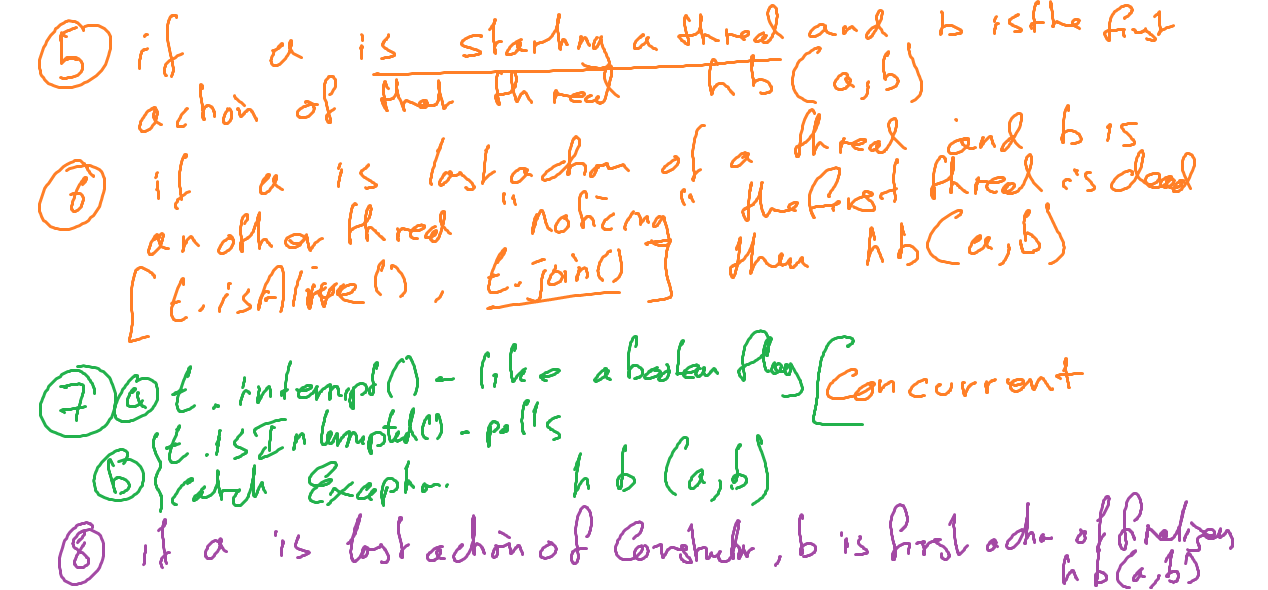 ⑤ if a is starting a thread and b is the first
action of that thread hb(a,b)
⑥ if a is last action of a thread and b is
another thread "noticing" the first thread is dead
[t.isAlive(), t.join()] then hb(a,b)
⑦ ⓐ t.interrupt() - like a boolean flag [Concurrent
ⓑ { t.isInterrupted() - polls
catch Exception. hb(a,b)
⑧ if a is last action of Constructor, b is first action of finalizer
hb(a,b)